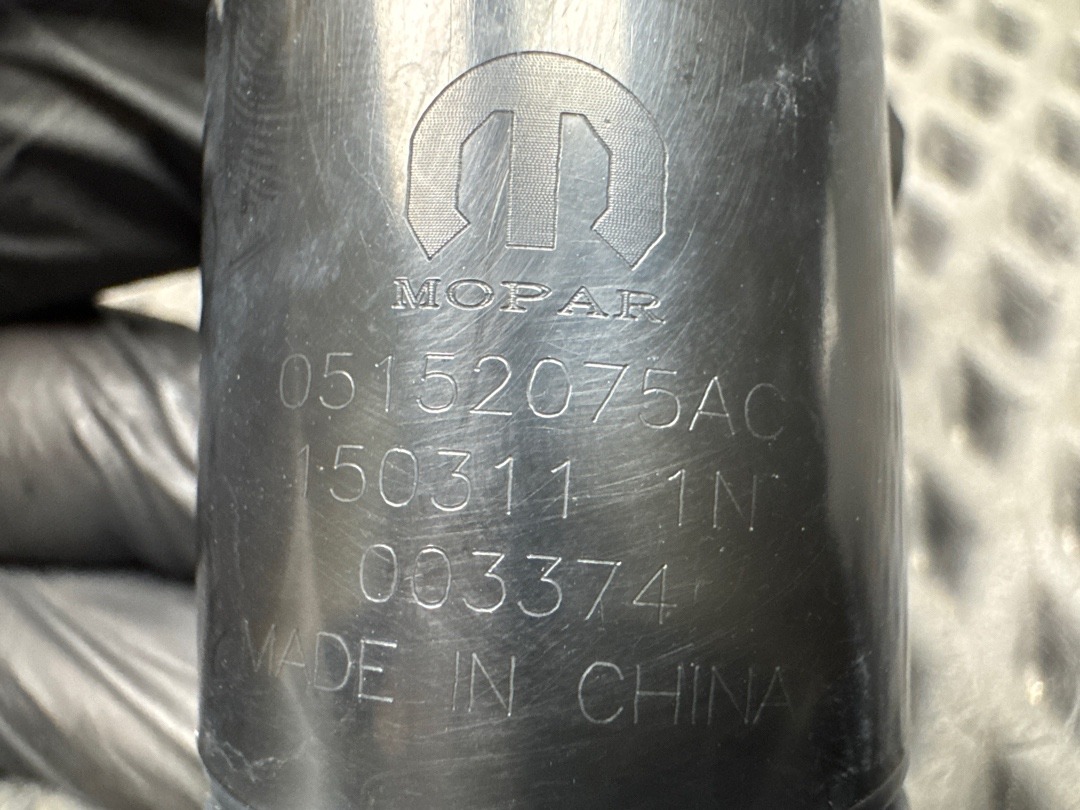 MOPAR
05152075AC
150311 1N
003374
MADE IN CHINA